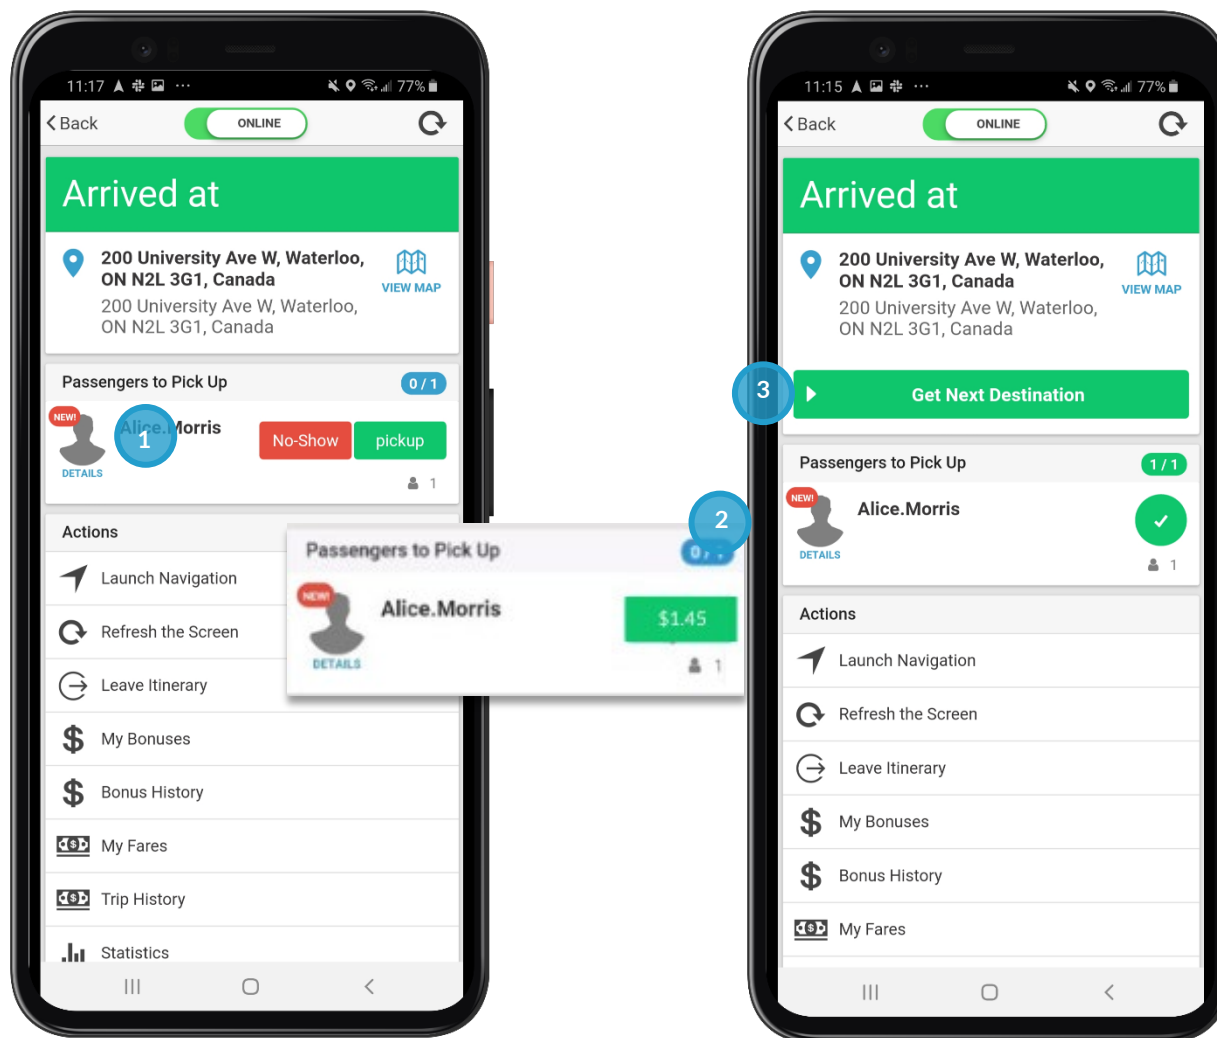 11:17
77%
Back
ONLINE
Arrived at
200 University Ave W, Waterloo,
ON N2L 3G1, Canada
200 University Ave W, Waterloo,
ON N2L 3G1, Canada
VIEW MAP
Passengers to Pick Up
0 / 1
NEW!
Alice.Morris
1
No-Show
pickup
DETAILS
1
Actions
Launch Navigation
Refresh the Screen
Leave Itinerary
My Bonuses
Bonus History
My Fares
Trip History
Statistics
2
Passengers to Pick Up
NEW!
Alice.Morris
$1.45
DETAILS
1
11:15
77%
Back
ONLINE
Arrived at
200 University Ave W, Waterloo,
ON N2L 3G1, Canada
200 University Ave W, Waterloo,
ON N2L 3G1, Canada
VIEW MAP
3
Get Next Destination
Passengers to Pick Up
1 / 1
NEW!
Alice.Morris
DETAILS
1
Actions
Launch Navigation
Refresh the Screen
Leave Itinerary
My Bonuses
Bonus History
My Fares